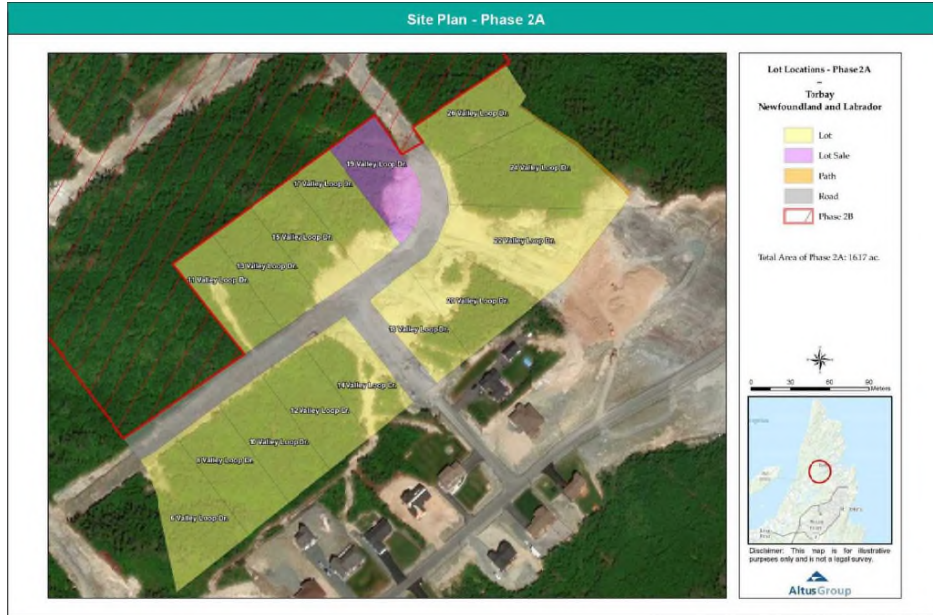 Site Plan - Phase 2A
Lot Locations - Phase 2A
–
Torbay
Newfoundland and Labrador
Lot
Lot Sale
Path
Road
Phase 2B
Total Area of Phase 2A: 16.17 ac.
26 Valley Loop Dr.
24 Valley Loop Dr.
19 Valley Loop Dr.
17 Valley Loop Dr.
15 Valley Loop Dr.
22 Valley Loop Dr.
13 Valley Loop Dr.
11 Valley Loop Dr.
20 Valley Loop Dr.
Valley Loop Dr.
14 Valley Loop Dr.
12 Valley Loop Dr.
10 Valley Loop Dr.
8 Valley Loop Dr.
6 Valley Loop Dr.
0 30 60 90
Meters
Disclaimer: This map is for illustrative
purposes only and is not a legal survey.
AltusGroup